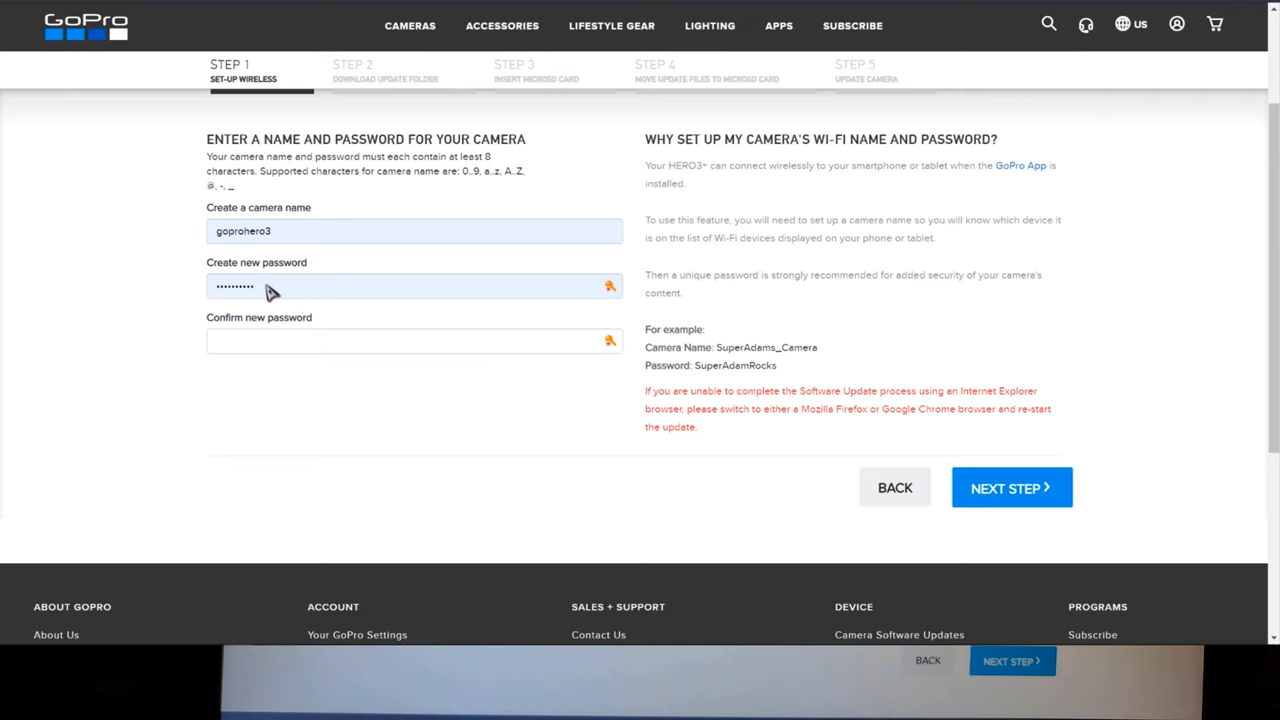 GoPro
CAMERAS ACCESSORIES LIFESTYLE GEAR LIGHTING APPS SUBSCRIBE US
STEP 1 STEP 2 STEP 3 STEP 4 STEP 5
SET-UP WIRELESS DOWNLOAD UPDATE FOLDER INSERT MICROSD CARD MOVE UPDATE FILES TO MICROSD CARD UPDATE CAMERA
ENTER A NAME AND PASSWORD FOR YOUR CAMERA
Your camera name and password must each contain at least 8
characters. Supported characters for camera name are: 0..9, a..z, A..Z,
@, -, _
Create a camera name
goprohero3
Create new password
••••••••••
Confirm new password
WHY SET UP MY CAMERA'S WI-FI NAME AND PASSWORD?
Your HERO3+ can connect wirelessly to your smartphone or tablet when the GoPro App is
installed.
To use this feature, you will need to set up a camera name so you will know which device it
is on the list of Wi-Fi devices displayed on your phone or tablet.
Then a unique password is strongly recommended for added security of your camera's
content.
For example:
Camera Name: SuperAdams_Camera
Password: SuperAdamRocks
If you are unable to complete the Software Update process using an Internet Explorer
browser, please switch to either a Mozilla Firefox or Google Chrome browser and re-start
the update.
BACK NEXT STEP
ABOUT GOPRO ACCOUNT SALES + SUPPORT DEVICE PROGRAMS
About Us Your GoPro Settings Contact Us Camera Software Updates Subscribe
BACK NEXT STEP